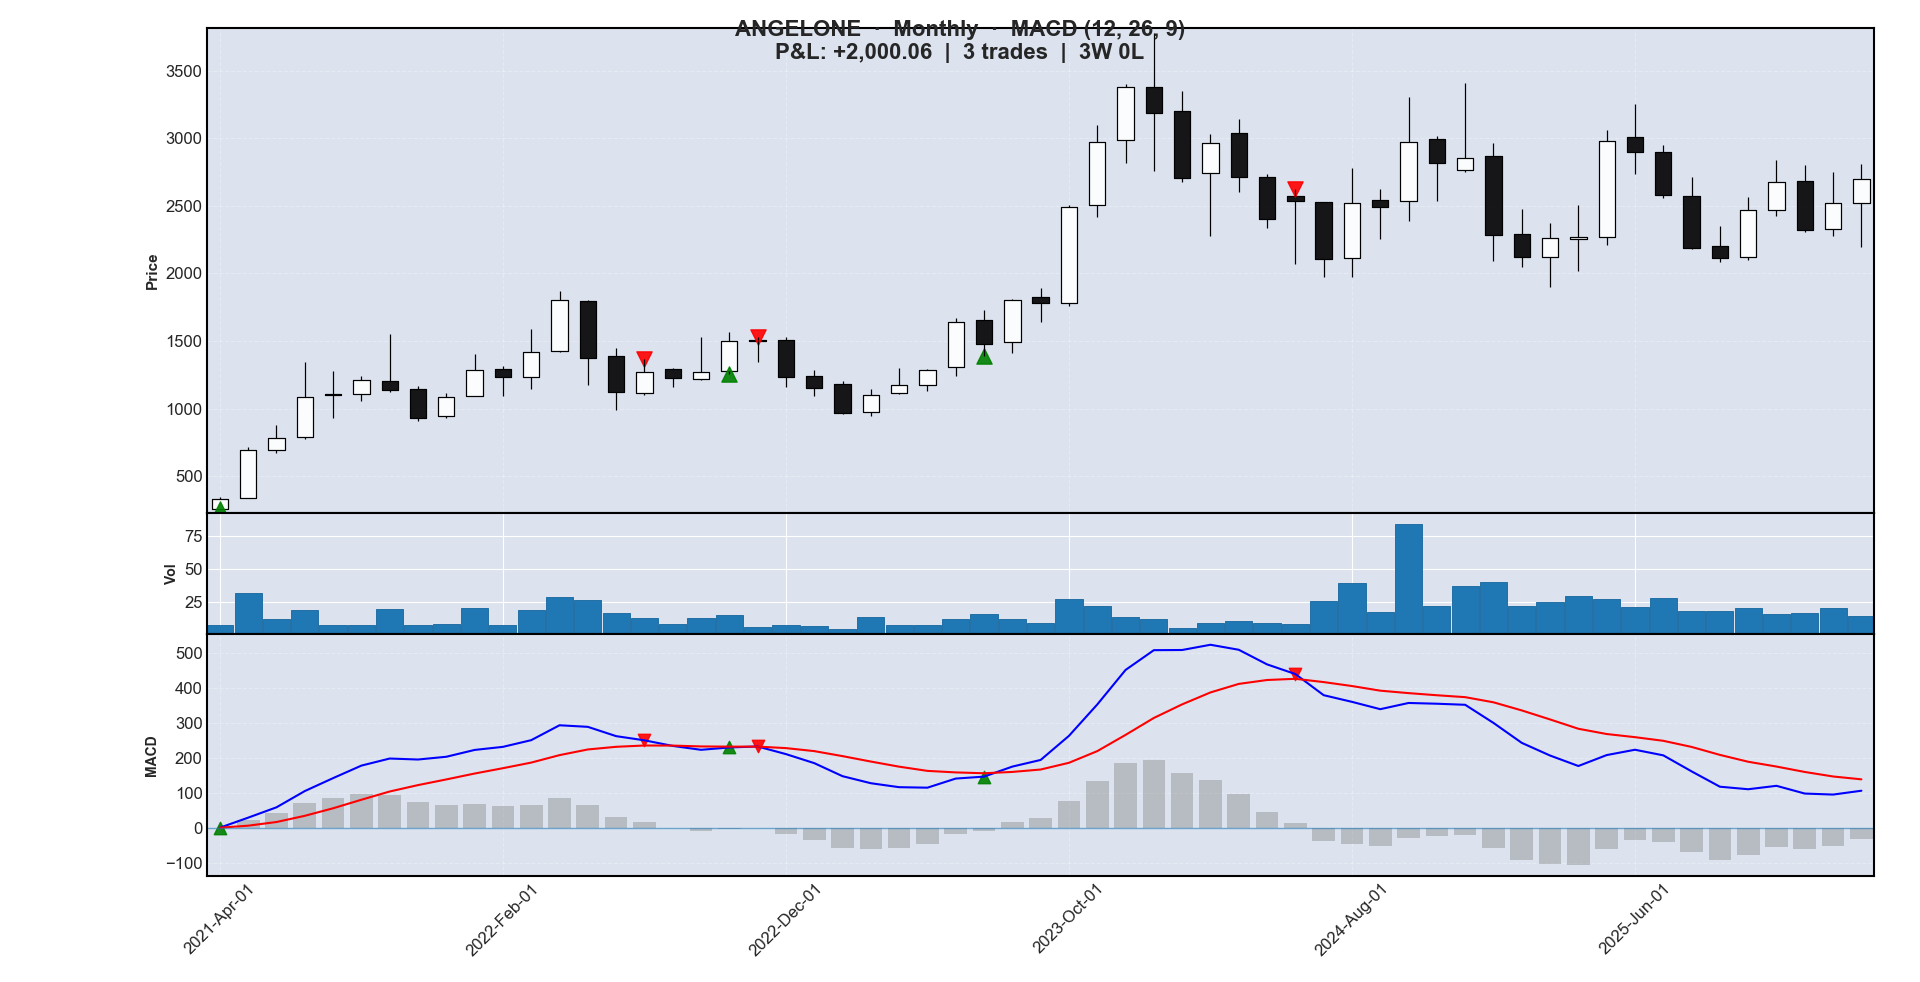 ANGELONE · Monthly · MACD (12, 26, 9)
P&L: +2,000.06 | 3 trades | 3W 0L
3500
3000
2500
2000
1500
1000
500
Price
75
50
25
Vol
500
400
300
200
100
0
−100
MACD
2021-Apr-01
2022-Feb-01
2022-Dec-01
2023-Oct-01
2024-Aug-01
2025-Jun-01